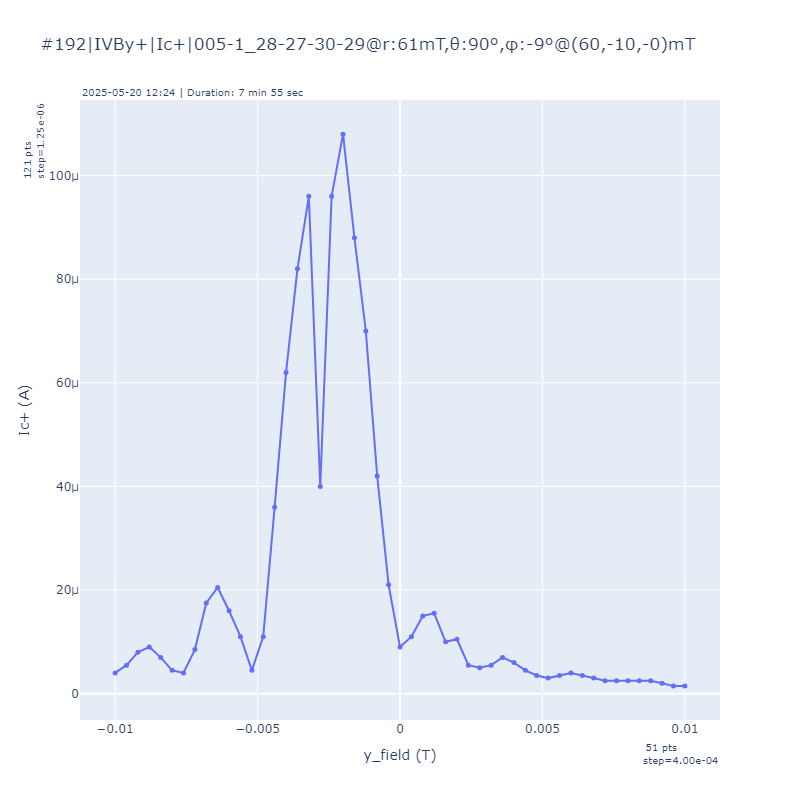 #192|IVBy+|Ic+|005-1_28-27-30-29@r:61mT,θ:90°,φ:-9°@(60,-10,-0)mT
2025-05-20 12:24 | Duration: 7 min 55 sec
121 pts
step=1.25e-06
100μ
80μ
60μ
40μ
20μ
0
Ic+ (A)
−0.01
−0.005
0
0.005
0.01
y_field (T)
51 pts
step=4.00e-04